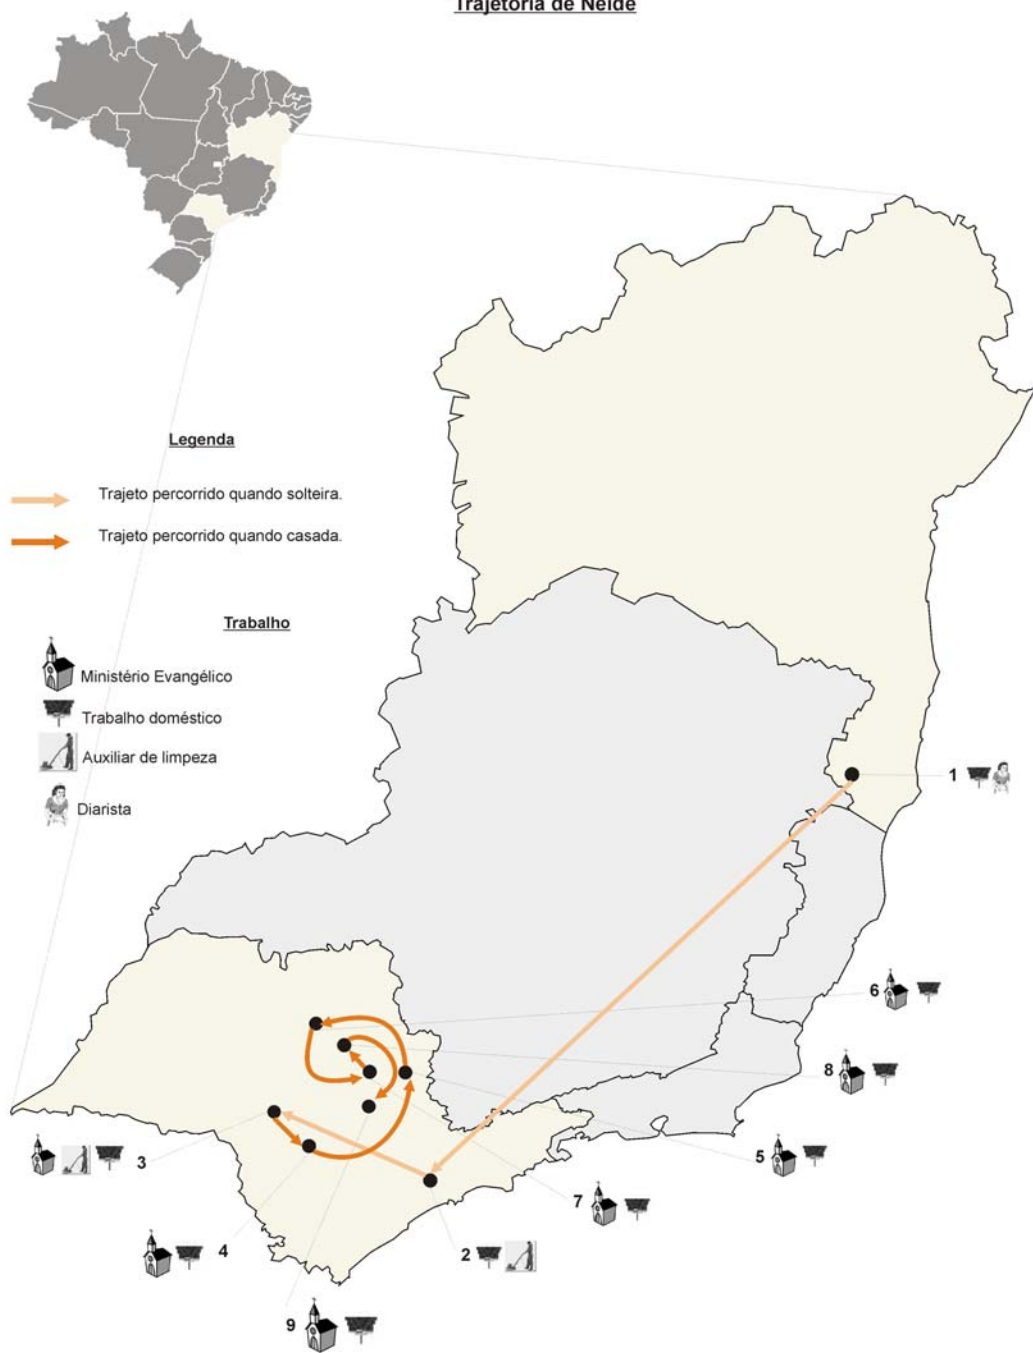 Trajetória de Neide
Legenda
Trajeto percorrido quando solteira.
Trajeto percorrido quando casada.
Trabalho
Ministério Evangélico
Trabalho doméstico
Auxiliar de limpeza
Diarista
1
6
8
5
3
7
4
2
9